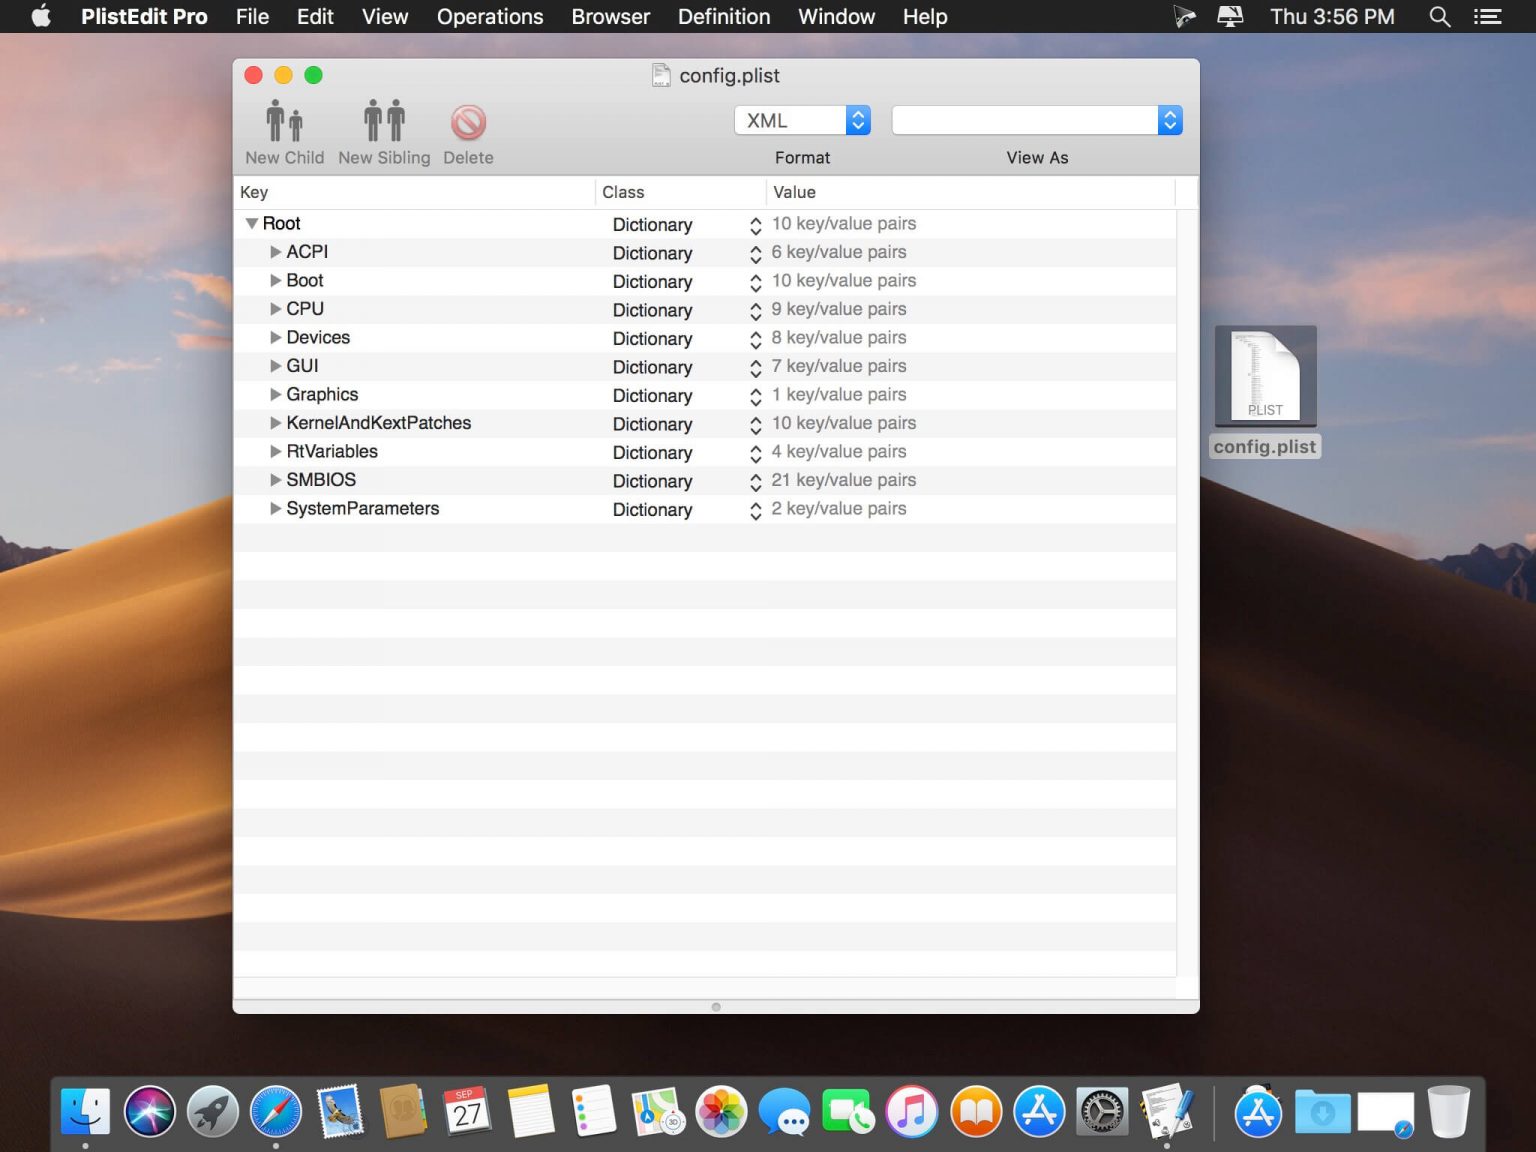 PlistEdit Pro File Edit View Operations Browser Definition Window Help Thu 3:56 PM
config.plist
XML
New Child New Sibling Delete Format View As
Key Class Value
Root Dictionary 10 key/value pairs
ACPI Dictionary 6 key/value pairs
Boot Dictionary 10 key/value pairs
CPU Dictionary 9 key/value pairs
Devices Dictionary 8 key/value pairs
GUI Dictionary 7 key/value pairs
Graphics Dictionary 1 key/value pairs
KernelAndKextPatches Dictionary 10 key/value pairs
RtVariables Dictionary 4 key/value pairs
SMBIOS Dictionary 21 key/value pairs
SystemParameters Dictionary 2 key/value pairs
PLIST
config.plist
SEP
27
3D